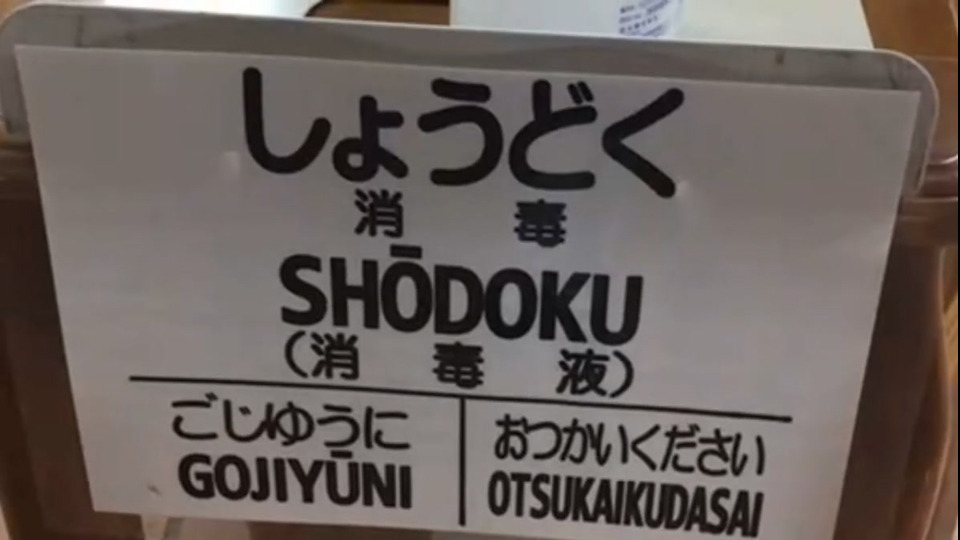 しょうどく
消 毒
SHŌDOKU
(消 毒 液)
ごじゆうに
GOJIYŪNI
おつかいください
OTSUKAIKUDASAI